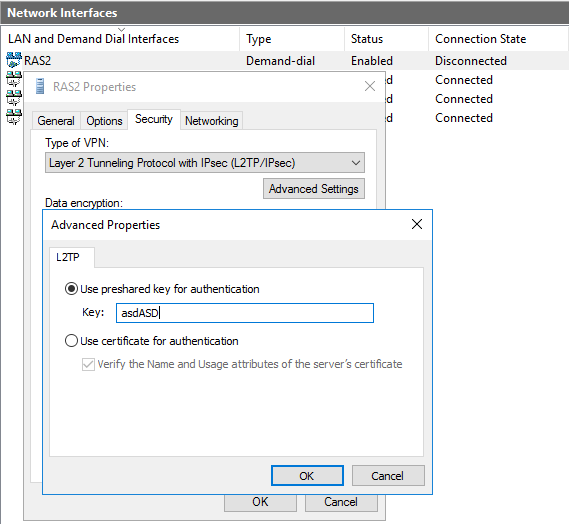 Network Interfaces
LAN and Demand Dial Interfaces Type Status Connection State
RAS2 Demand-dial Enabled Disconnected
Connected
Connected
Connected
RAS2 Properties
General Options Security Networking
Type of VPN:
Layer 2 Tunneling Protocol with IPsec (L2TP/IPsec)
Advanced Settings
Data encryption:
Advanced Properties
L2TP
Use preshared key for authentication
Key: asdASD
Use certificate for authentication
Verify the Name and Usage attributes of the server's certificate
OK Cancel
OK Cancel